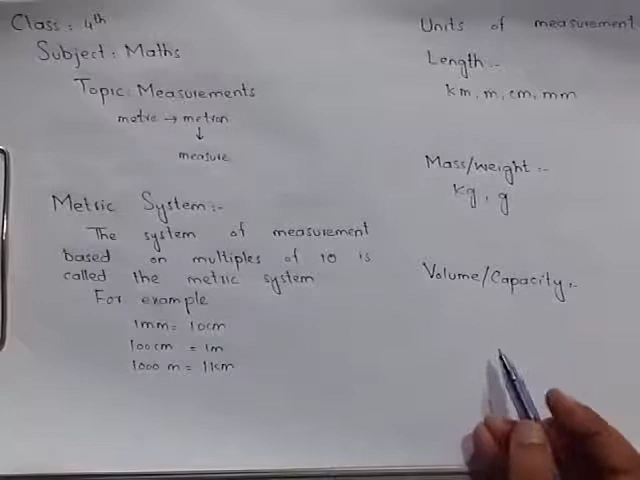 Class: 4th
Subject: Maths
Topic: Measurements
metre → metron
↓
measure
Metric System:-
The system of measurement
based on multiples of 10 is
called the metric system
For example
1mm = 10cm
100cm = 1m
1000 m = 1km
Units of measurement
Length:-
km, m, cm, mm
Mass/weight:-
kg, g
Volume/Capacity:-